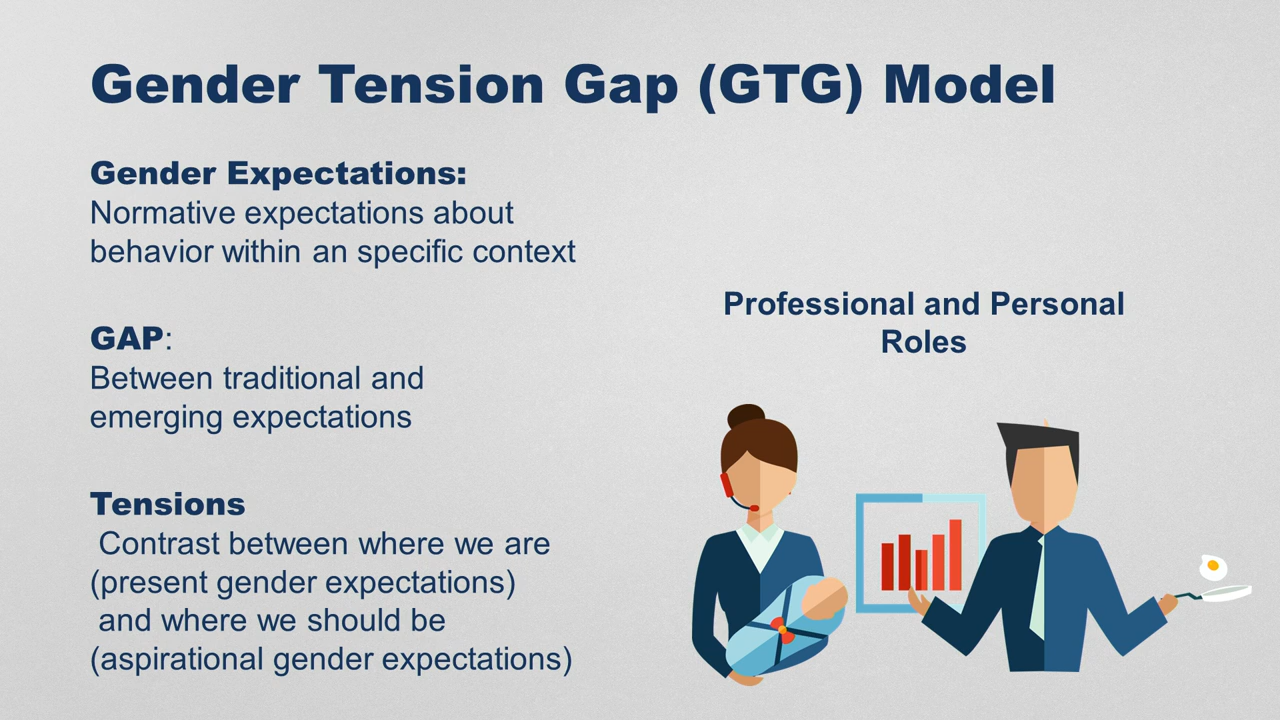 Gender Tension Gap (GTG) Model
Gender Expectations:
Normative expectations about
behavior within an specific context
GAP:
Between traditional and
emerging expectations
Tensions
Contrast between where we are
(present gender expectations)
and where we should be
(aspirational gender expectations)
Professional and Personal
Roles